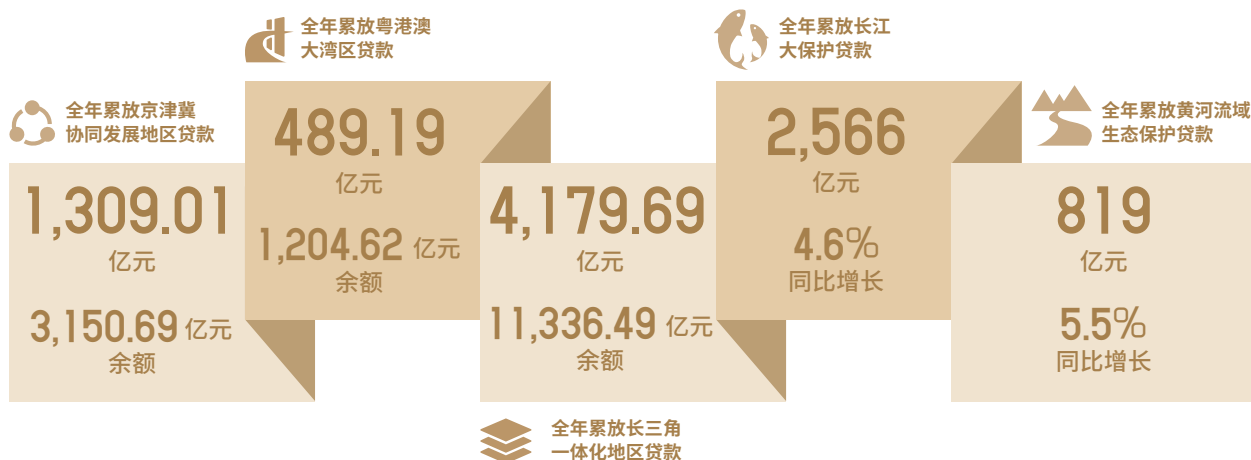 全年累放京津冀
协同发展地区贷款
1,309.01
亿元
3,150.69 亿元
余额
全年累放粤港澳
大湾区贷款
489.19
亿元
1,204.62 亿元
余额
4,179.69
亿元
11,336.49 亿元
余额
全年累放长三角
一体化地区贷款
全年累放长江
大保护贷款
2,566
亿元
4.6%
同比增长
全年累放黄河流域
生态保护贷款
819
亿元
5.5%
同比增长